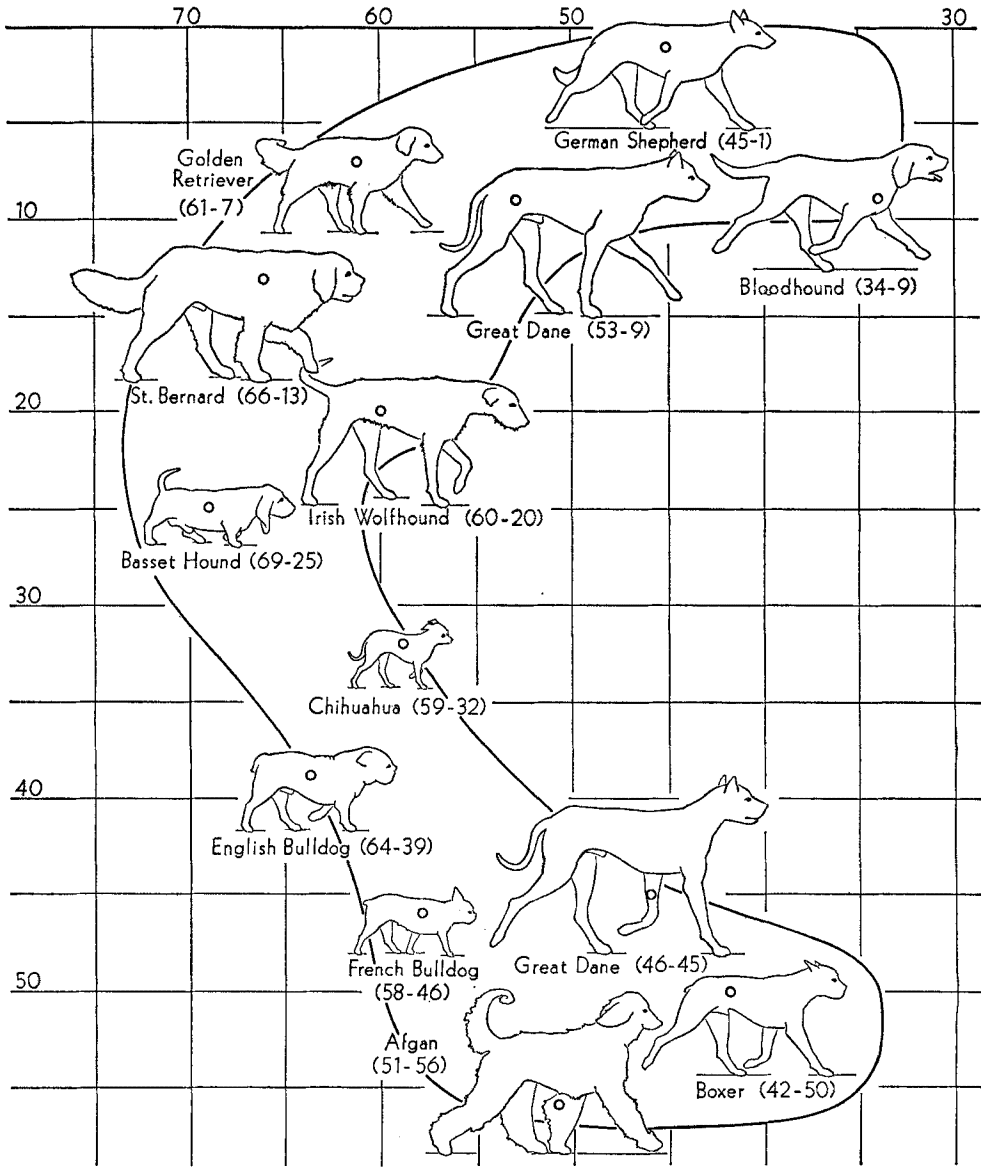 70 60 50 30
German Shepherd (45-1)
Golden
Retriever
(61-7)
10
Bloodhound (34-9)
Great Dane (53-9)
St. Bernard (66-13)
20
Irish Wolfhound (60-20)
Basset Hound (69-25)
30
Chihuahua (59-32)
40
English Bulldog (64-39)
French Bulldog
(58-46)
Great Dane (46-45)
50
Afgan
(51-56)
Boxer (42-50)